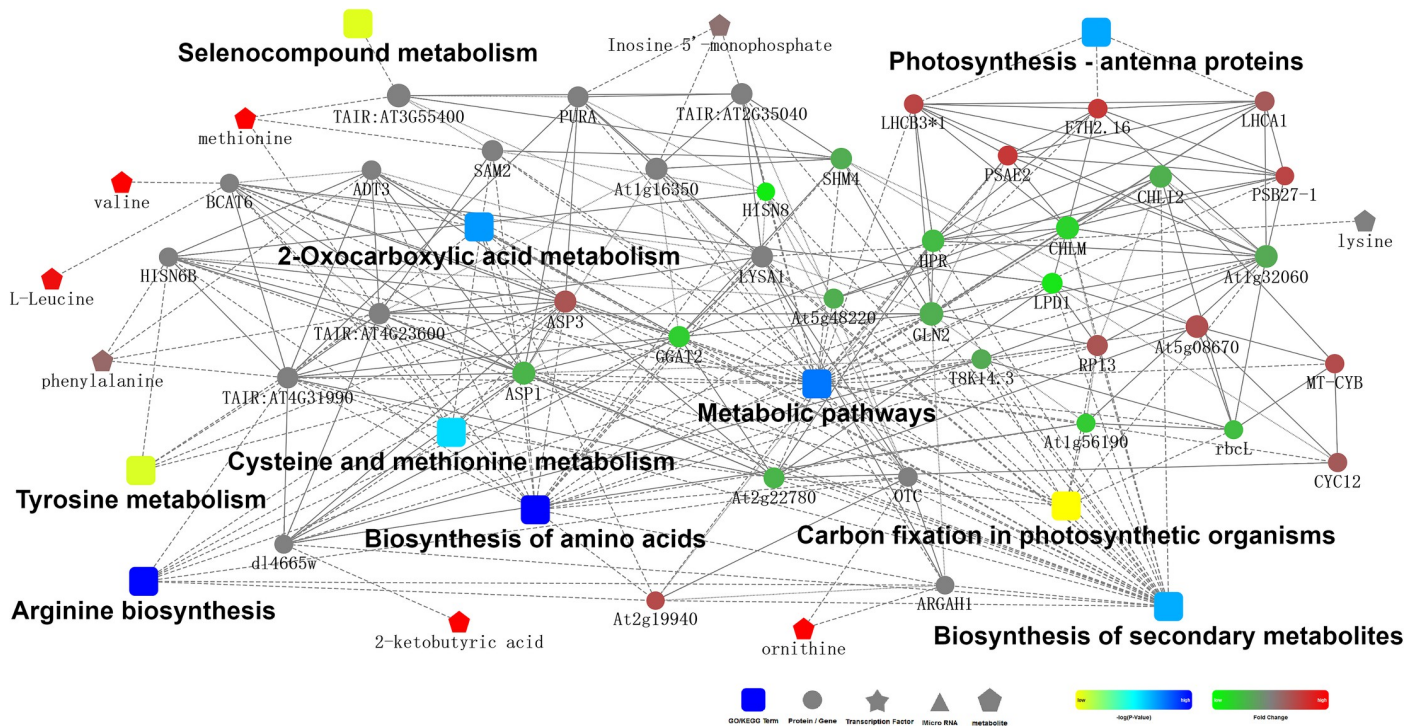 Selenocompound metabolism
Inosine 5'-monophosphate
Photosynthesis - antenna proteins
TAIR:AT3G55400
PURA
TAIR:AT2G35040
LHCB3*1
F7H2.16
LHCA1
methionine
SAM2
At1g16350
SHM4
PSAE2
CHLI2
PSB27-1
valine
BCAT6
ADT3
HISN8
lysine
HISN6B
2-Oxocarboxylic acid metabolism
LYSA1
HPR
CHLM
At1g32060
L-Leucine
TAIR:AT4G23600
ASP3
At5g48220
GLN2
LPD1
At5g08670
phenylalanine
TAIR:AT4G31990
ASP1
GGAT2
T8K14.3
RPI3
MT-CYB
Metabolic pathways
Cysteine and methionine metabolism
At1g56190
rbcL
Tyrosine metabolism
At2g22780
OTC
CYC12
Biosynthesis of amino acids
Carbon fixation in photosynthetic organisms
dl4665w
Arginine biosynthesis
2-ketobutyric acid
At2g19940
ornithine
ARGAH1
Biosynthesis of secondary metabolites
low high
low high
GO/KEGG Term Protein / Gene Transcription Factor Micro RNA metabolite -log(P-Value) Fold Change